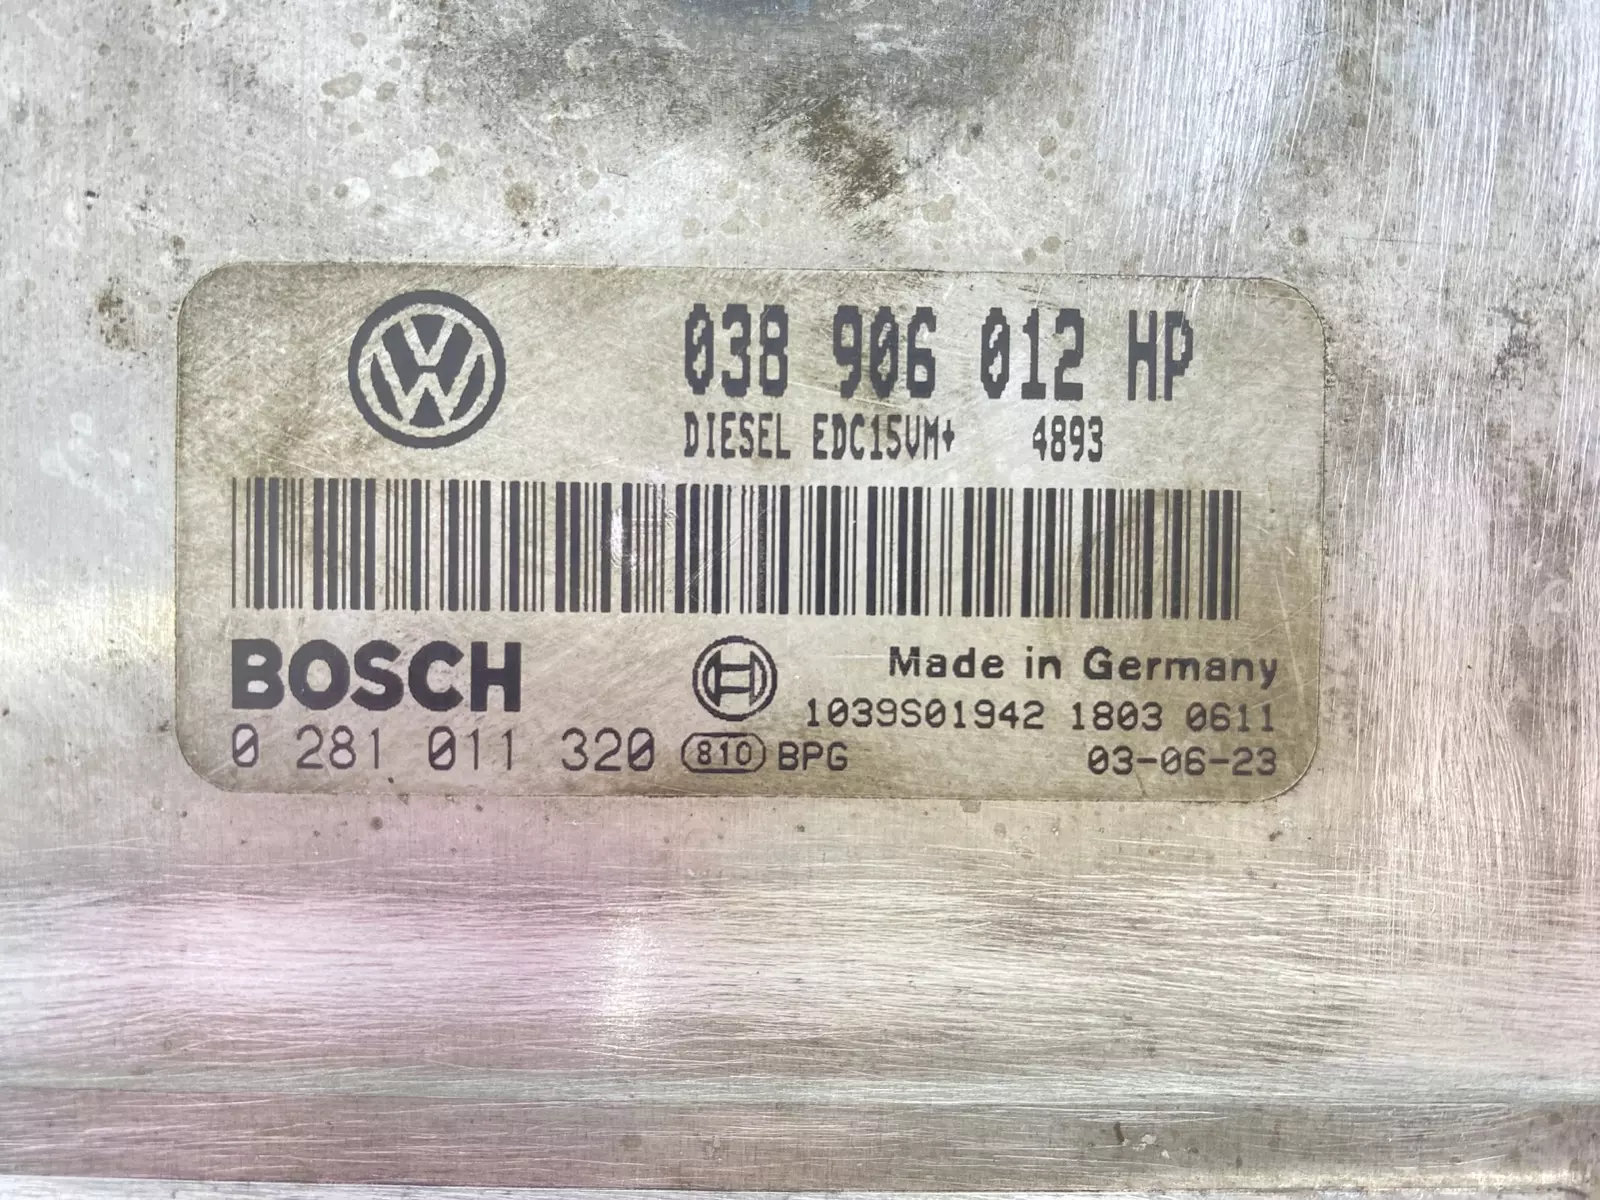 038 906 012 HP
DIESEL EDC15VM+ 4893
BOSCH
Made in Germany
1039S01942 1803 0611
0 281 011 320 810 BPG 03-06-23